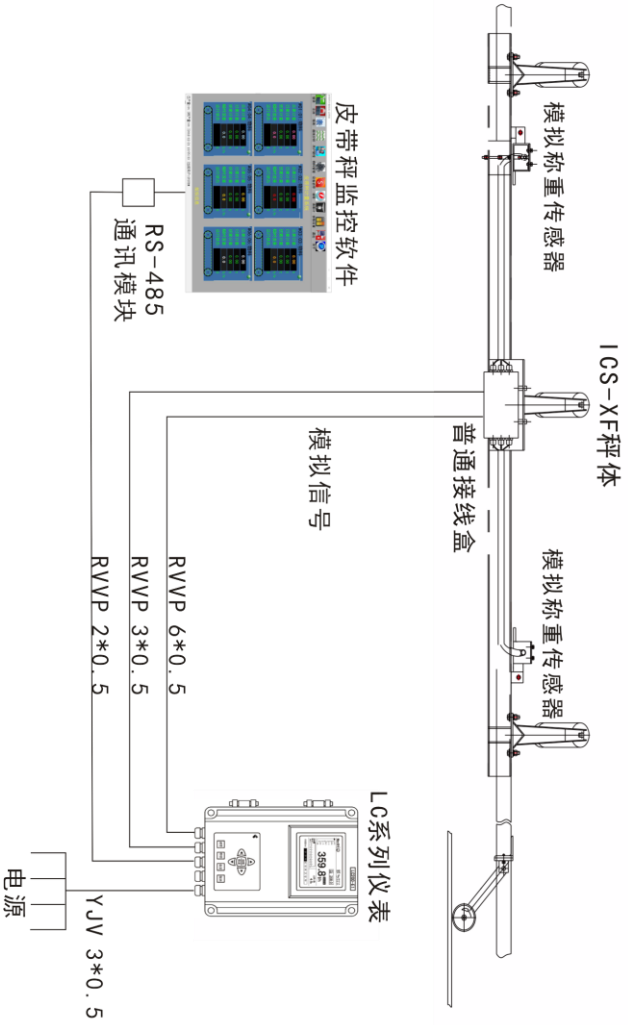 ICS-XF秤体
模拟称重传感器
模拟称重传感器
普通接线盒
皮带秤监控软件
模拟信号
LC系列仪表
359.8
RS-485
通讯模块
RVVP 6*0.5
RVVP 3*0.5
RVVP 2*0.5
YJV 3*0.5
电源